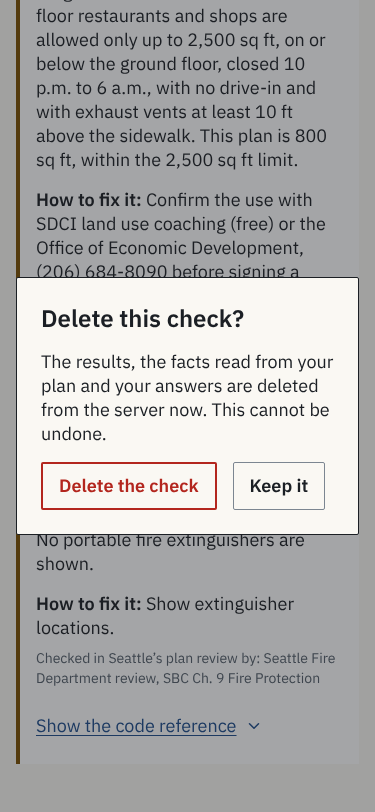 floor restaurants and shops are
allowed only up to 2,500 sq ft, on or
below the ground floor, closed 10
p.m. to 6 a.m., with no drive-in and
with exhaust vents at least 10 ft
above the sidewalk. This plan is 800
sq ft, within the 2,500 sq ft limit.
How to fix it: Confirm the use with
SDCI land use coaching (free) or the
Office of Economic Development,
(206) 684-8090 before signing a
Delete this check?
The results, the facts read from your
plan and your answers are deleted
from the server now. This cannot be
undone.
Delete the check
Keep it
No portable fire extinguishers are
shown.
How to fix it: Show extinguisher
locations.
Checked in Seattle's plan review by: Seattle Fire
Department review, SBC Ch. 9 Fire Protection
Show the code reference